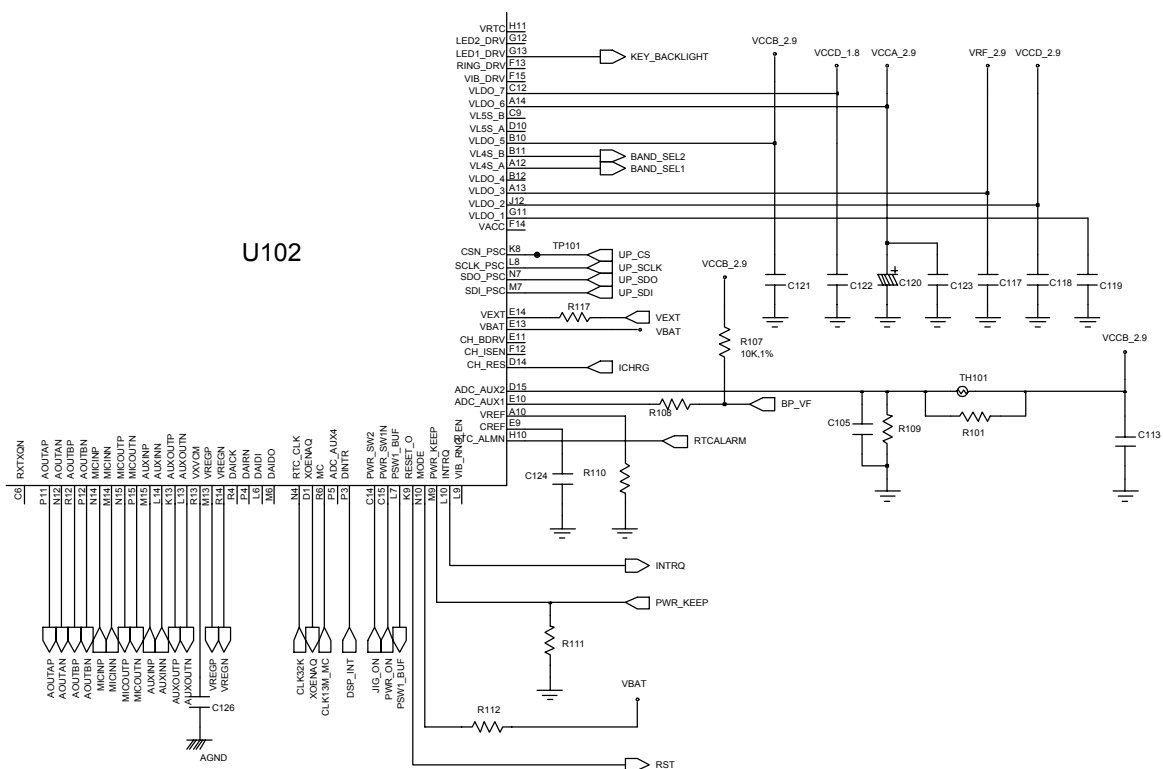 U102
VRTC H11
LED2_DRV G12
LED1_DRV G13 KEY_BACKLIGHT
RING_DRV F13
VIB_DRV F15
VLDO_7 C12
VLDO_6 A14
VL5S_B C9
VL5S_A D10
VLDO_5 B10
VL4S_B B11 BAND_SEL2
VL4S_A A12 BAND_SEL1
VLDO_4 B12
VLDO_3 A13
VLDO_2 J12
VLDO_1 G11
VACC F14
VCCB_2.9 VCCD_1.8 VCCA_2.9 VRF_2.9 VCCD_2.9
CSN_PSC K8 TP101 UP_CS
SCLK_PSC L8 UP_SCLK
SDO_PSC N7 UP_SDO
SDI_PSC M7 UP_SDI
C121 C122 + C120 C123 C117 C118 C119
VEXT E14 R117 VEXT
VBAT E13 VBAT
CH_BDRV E11
CH_ISEN F12
CH_RES D14 ICHRG
VCCB_2.9
R107
10K,1%
VCCB_2.9
ADC_AUX2 D15 TH101
ADC_AUX1 E10 R108 BP_VF
VREF A10
CREF E9
RTC_ALMN H10 RTCALARM
C105 R109 R101 C113
C124 R110
RXTXQN C6
AOUTAP P11 AOUTAP
AOUTAN N12 AOUTAN
AOUTBP R12 AOUTBP
AOUTBN P12 AOUTBN
MICINP N14 MICINP
MICINN M14 MICINN
MICOUTP N15 MICOUTP
MICOUTN P15 MICOUTN
AUXINP M15 AUXINP
AUXINN L14 AUXINN
AUXOUTP K13 AUXOUTP
AUXOUTN L13 AUXOUTN
VXVCM R13
VREGP M13 VREGP
VREGN R14 VREGN
DAICK R4
DAIRN P4
DAIDI L6
DAIDO M6
RTC_CLK N4 CLK32K
XOENAQ D1 XOENAQ
MC R6 CLK13M_MC
ADC_AUX4 P5
DINTR P3 DSP_INT
PWR_SW2 C14 JIG_ON
PWR_SW1N C15 PWR_ON
PSW1_BUF L7 PSW1_BUF
RESET_O K9
MODE N10
PWR_KEEP M9
INTRQ L10
VIB_RNG_EN L9
INTRQ
PWR_KEEP
R111
C126
AGND
R112 VBAT
RST